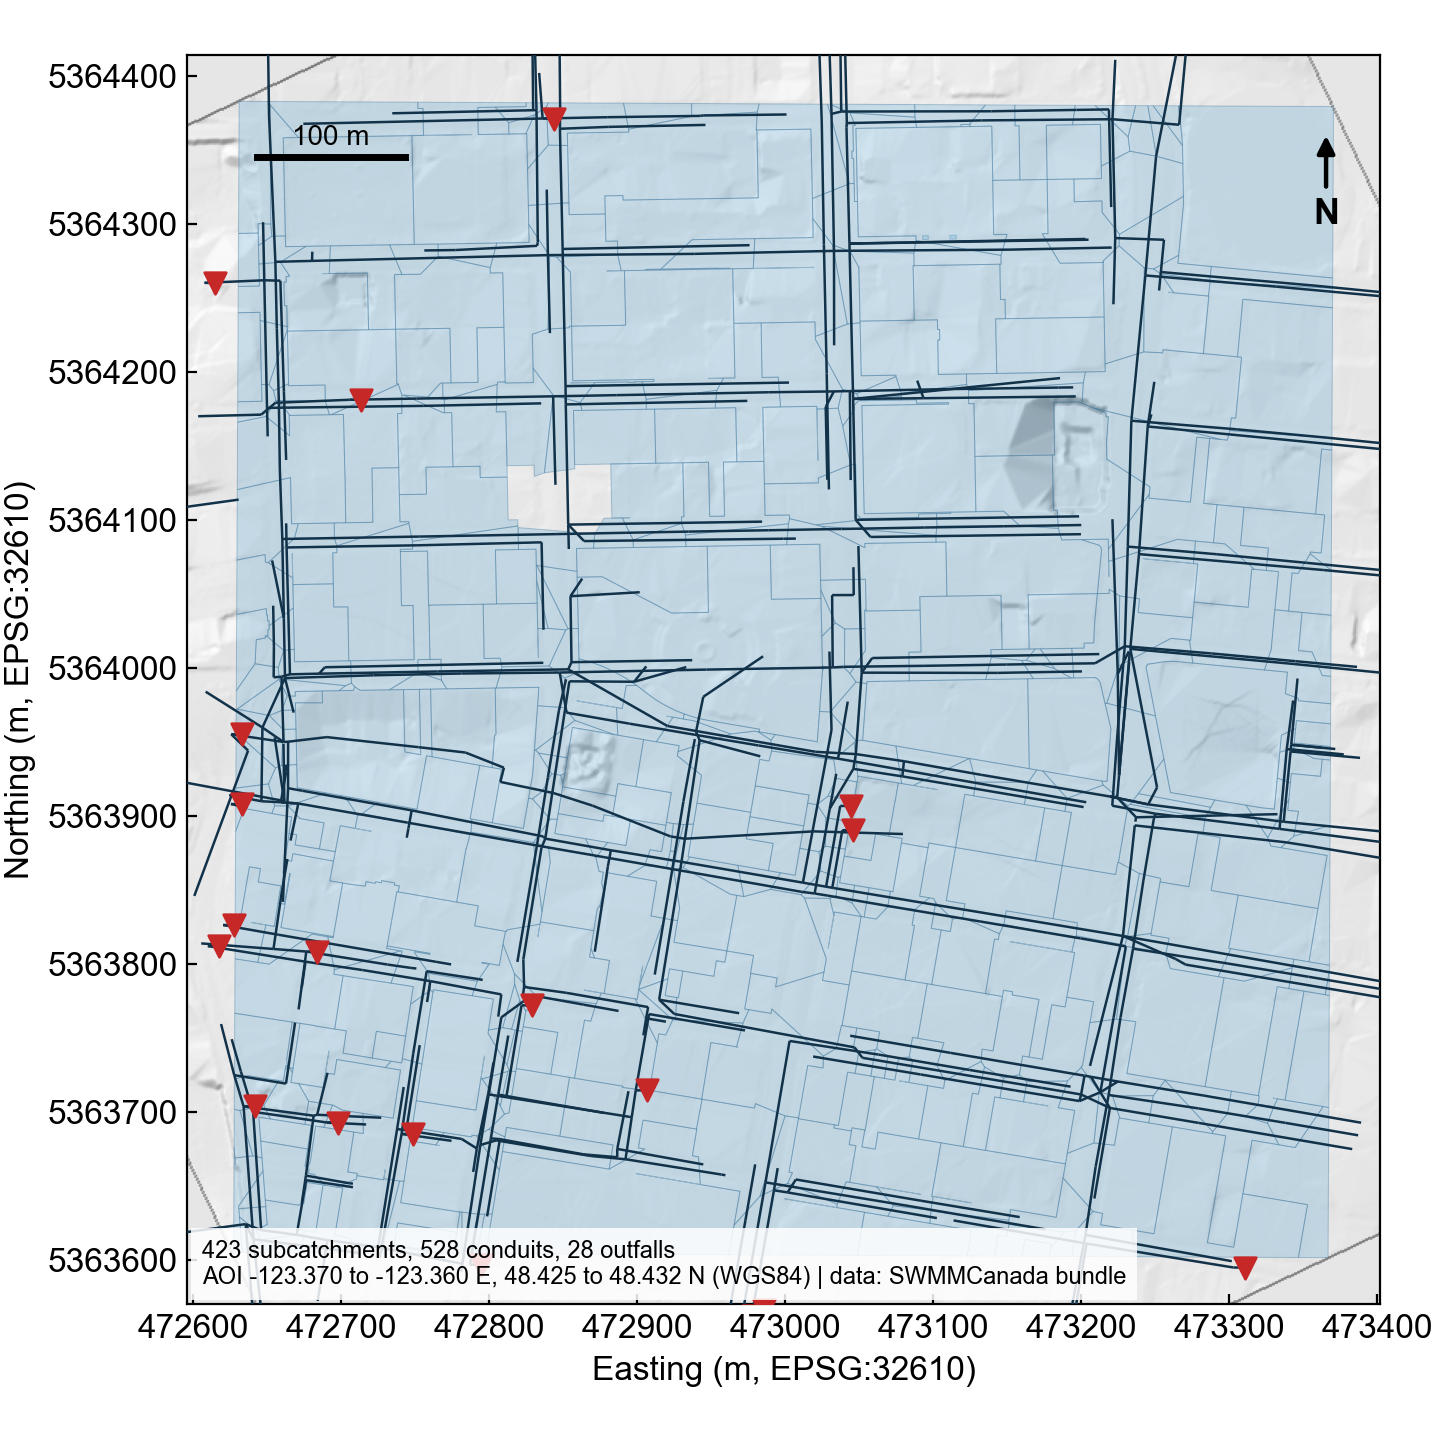 5364400
5364300
5364200
5364100
5364000
5363900
5363800
5363700
5363600
Northing (m, EPSG:32610)
100 m
N
423 subcatchments, 528 conduits, 28 outfalls
AOI -123.370 to -123.360 E, 48.425 to 48.432 N (WGS84) | data: SWMMCanada bundle
472600 472700 472800 472900 473000 473100 473200 473300 473400
Easting (m, EPSG:32610)